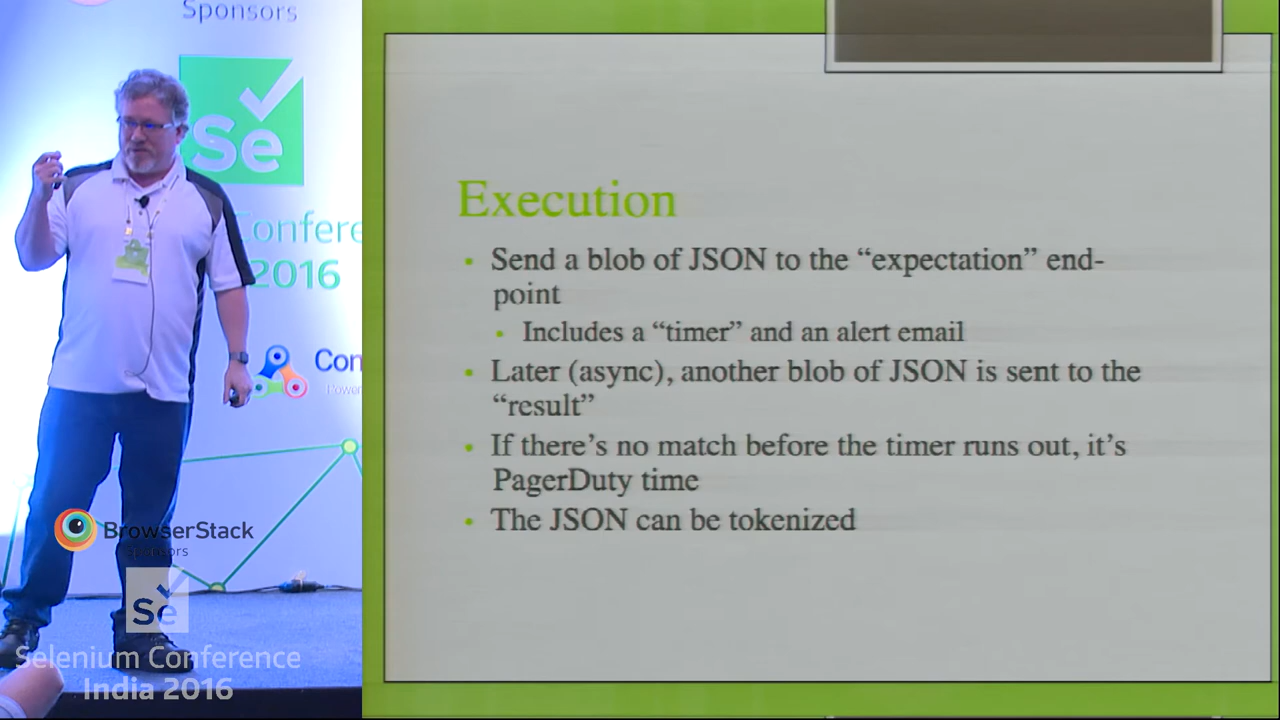 Sponsors
Se
Confere
2016
Con
Power
BrowserStack
Sponsors
Se
Selenium Conference
India 2016
Execution
Send a blob of JSON to the “expectation” end-
point
Includes a “timer” and an alert email
Later (async), another blob of JSON is sent to the
“result”
If there’s no match before the timer runs out, it’s
PagerDuty time
The JSON can be tokenized